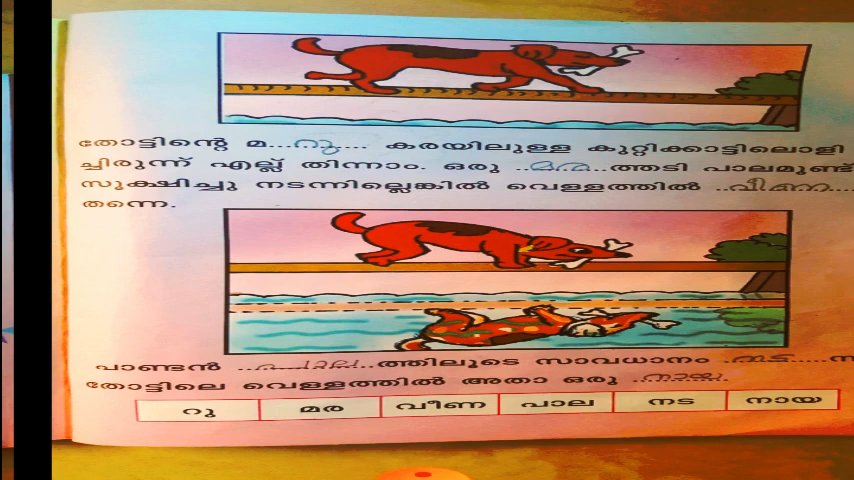 തോട്ടിന്റെ മ...റു.... കരയിലുള്ള കുറ്റിക്കാട്ടിലൊളി
ച്ചിരുന്ന് എല്ല് തിന്നാം. ഒരു ..മര...ത്തടി പാലമുണ്ട്
സൂക്ഷിച്ചു നടന്നില്ലെങ്കിൽ വെള്ളത്തിൽ ..വീണ....
തന്നെ.
പാണ്ടൻ ...പാല...ത്തിലൂടെ സാവധാനം ...നട.....ന്ന
തോട്ടിലെ വെള്ളത്തിൽ അതാ ഒരു ..നായ..
റു മര വീണ പാല നട നായ